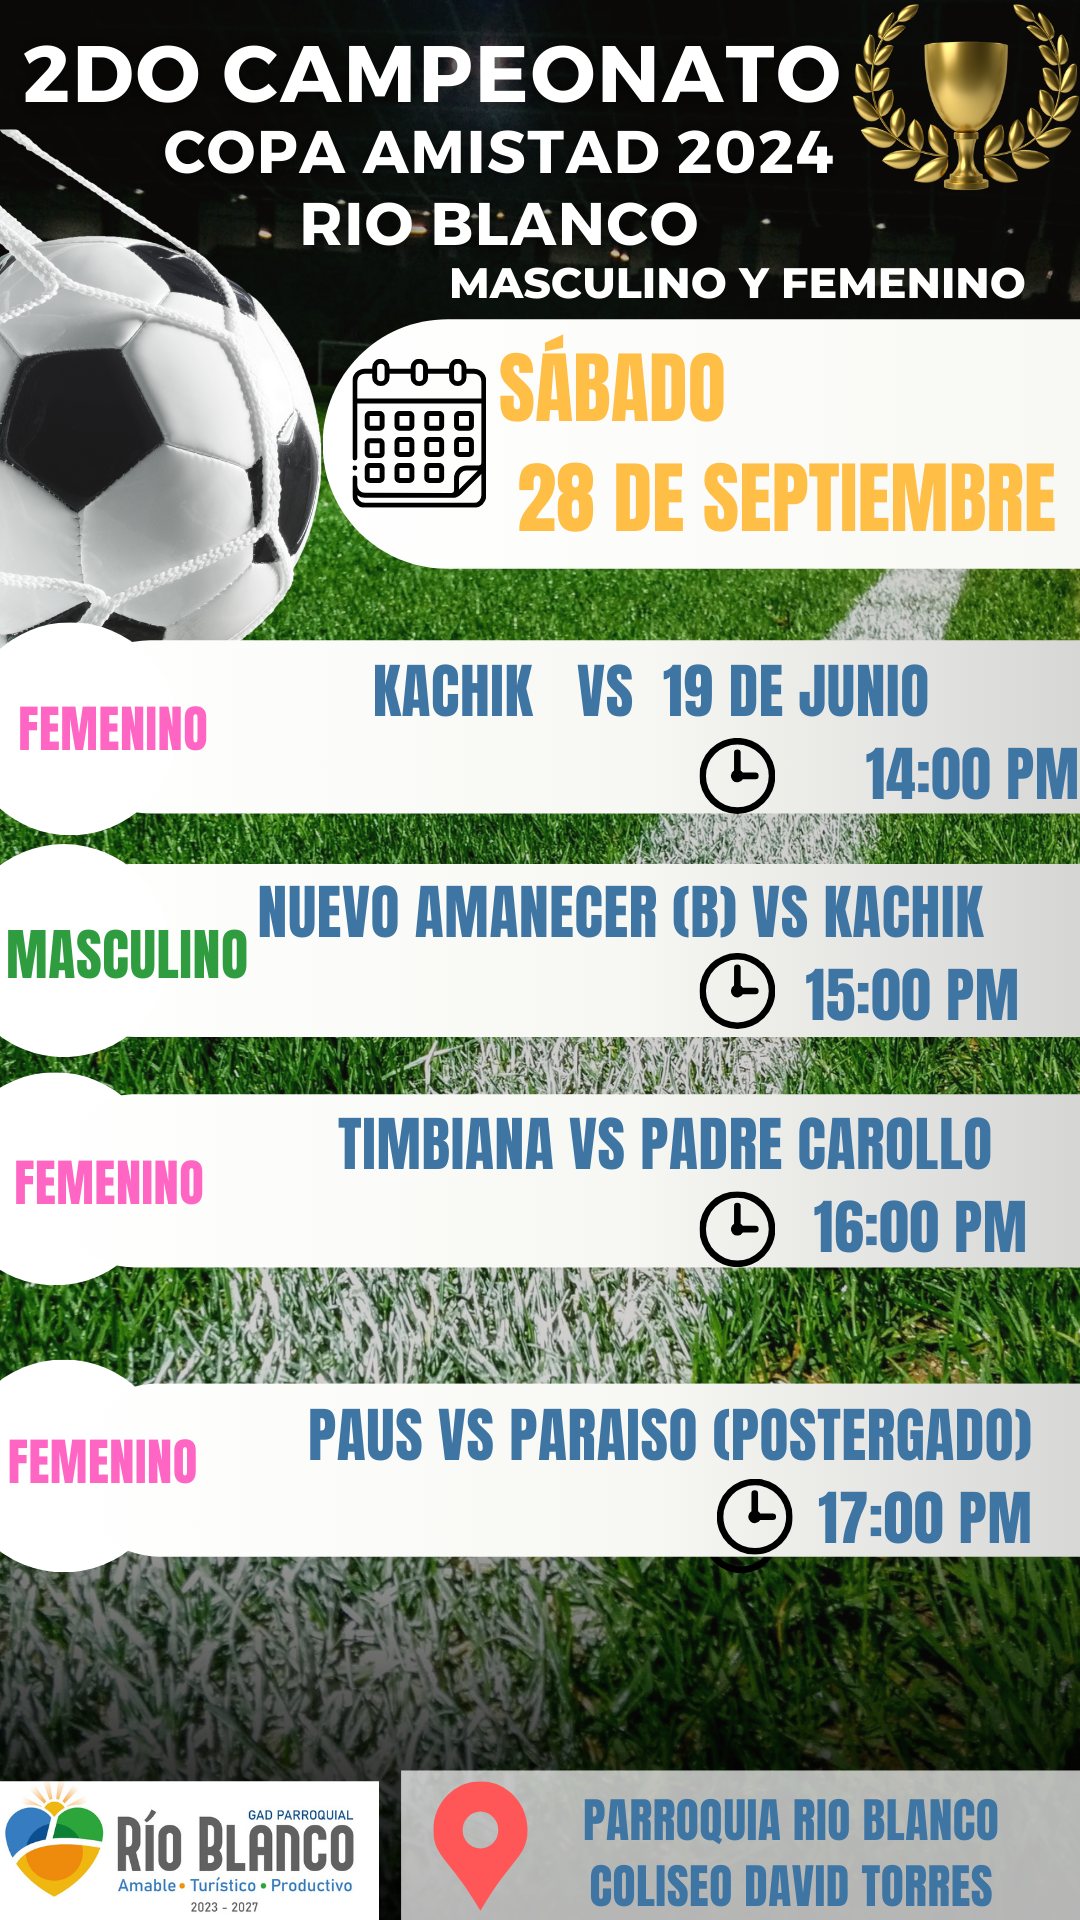 2DO CAMPEONATO
COPA AMISTAD 2024
RIO BLANCO
MASCULINO Y FEMENINO
SÁBADO
28 DE SEPTIEMBRE
FEMENINO
KACHIK VS 19 DE JUNIO
14:00 PM
MASCULINO
NUEVO AMANECER (B) VS KACHIK
15:00 PM
FEMENINO
TIMBIANA VS PADRE CAROLLO
16:00 PM
FEMENINO
PAUS VS PARAISO (POSTERGADO)
17:00 PM
GAD PARROQUIAL
RÍO BLANCO
Amable • Turístico • Productivo
2023 - 2027
PARROQUIA RIO BLANCO
COLISEO DAVID TORRES